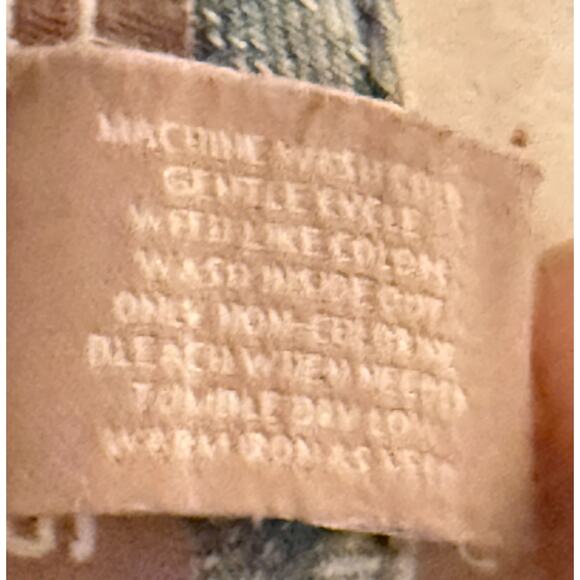 MACHINE WASH COLD
GENTLE CYCLE
WITH LIKE COLORS
WASH INSIDE OUT
ONLY NON-CHLORINE
BLEACH WHEN NEEDED
TUMBLE DRY LOW
WARM IRON AS